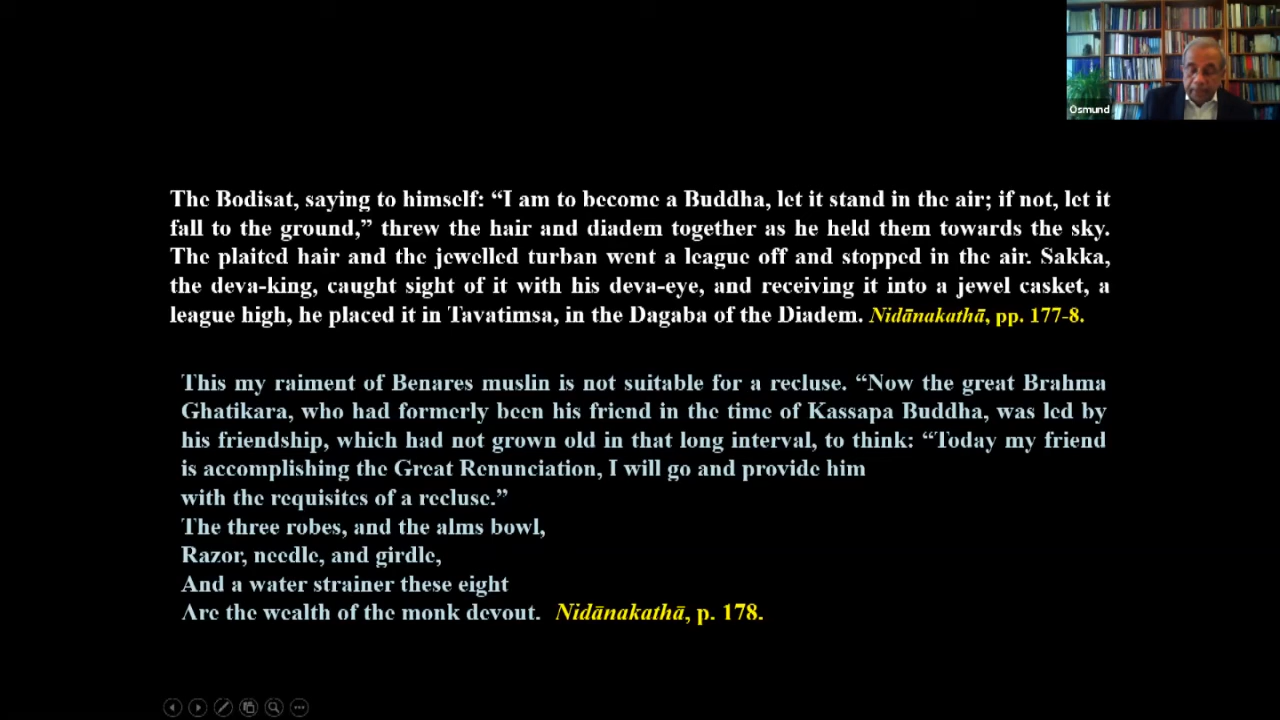 Osmund
The Bodisat, saying to himself: “I am to become a Buddha, let it stand in the air; if not, let it
fall to the ground,” threw the hair and diadem together as he held them towards the sky.
The plaited hair and the jewelled turban went a league off and stopped in the air. Sakka,
the deva-king, caught sight of it with his deva-eye, and receiving it into a jewel casket, a
league high, he placed it in Tavatimsa, in the Dagaba of the Diadem. Nidānakathā, pp. 177-8.
This my raiment of Benares muslin is not suitable for a recluse. “Now the great Brahma
Ghatikara, who had formerly been his friend in the time of Kassapa Buddha, was led by
his friendship, which had not grown old in that long interval, to think: “Today my friend
is accomplishing the Great Renunciation, I will go and provide him
with the requisites of a recluse.”
The three robes, and the alms bowl,
Razor, needle, and girdle,
And a water strainer these eight
Are the wealth of the monk devout. Nidānakathā, p. 178.